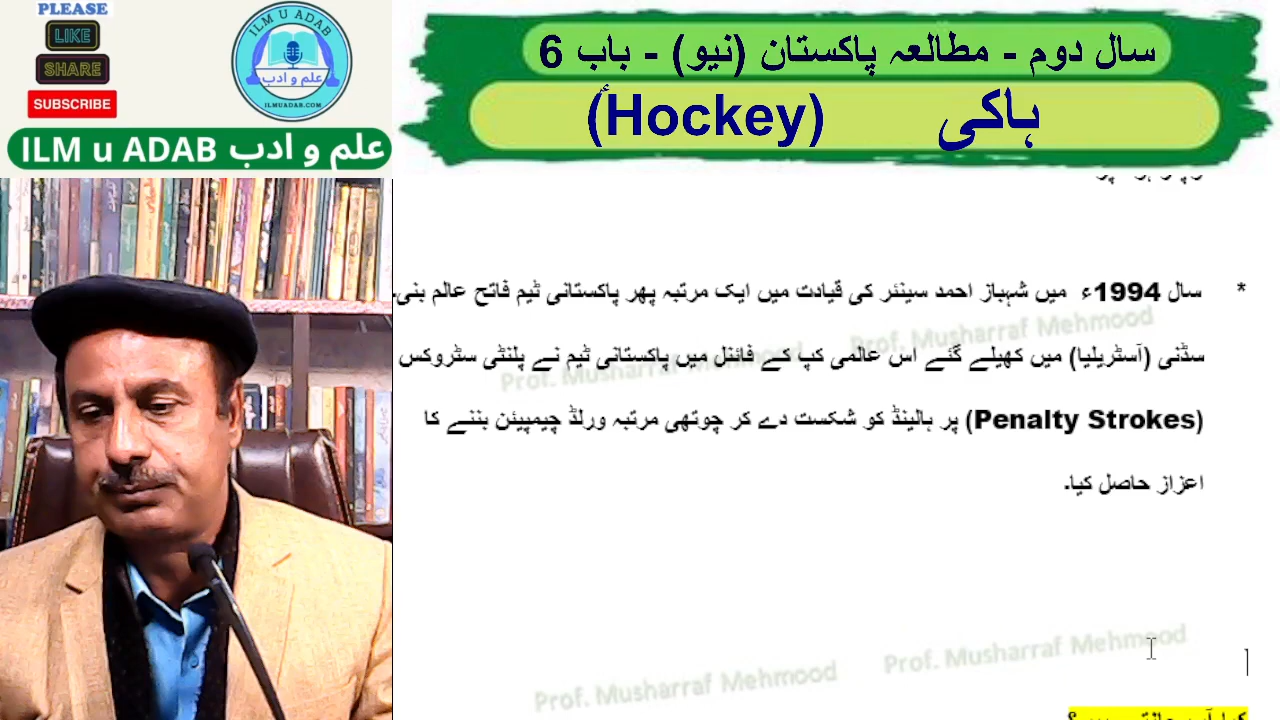 PLEASE
LIKE
SHARE
SUBSCRIBE
ILM U ADAB
علم و ادب
ILMUADAB.COM
ILM u ADAB علم و ادب
سال دوم - مطالعہ پاکستان (نیو) - باب 6
ہاکی (Hockey)
* سال 1994ء میں شہباز احمد سینئر کی قیادت میں ایک مرتبہ پھر پاکستانی ٹیم فاتح عالم بنی۔
سڈنی (آسٹریلیا) میں کھیلے گئے اس عالمی کپ کے فائنل میں پاکستانی ٹیم نے پلنٹی سٹروکس
(Penalty Strokes) پر ہالینڈ کو شکست دے کر چوتھی مرتبہ ورلڈ چیمپیئن بننے کا
اعزاز حاصل کیا۔
Prof. Musharraf Mehmood
Prof. Musharraf Mehmood
Prof. Musharraf Mehmood
Prof. Musharraf Mehmood